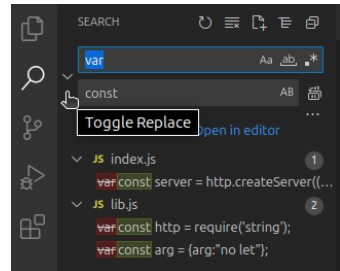 SEARCH
var Aa ab, .*
const AB
...
Toggle Replace
Open in editor
JS index.js 1
varconst server = http.createServer((...
JS lib.js 2
varconst http = require('string');
varconst arg = {arg:"no let"};